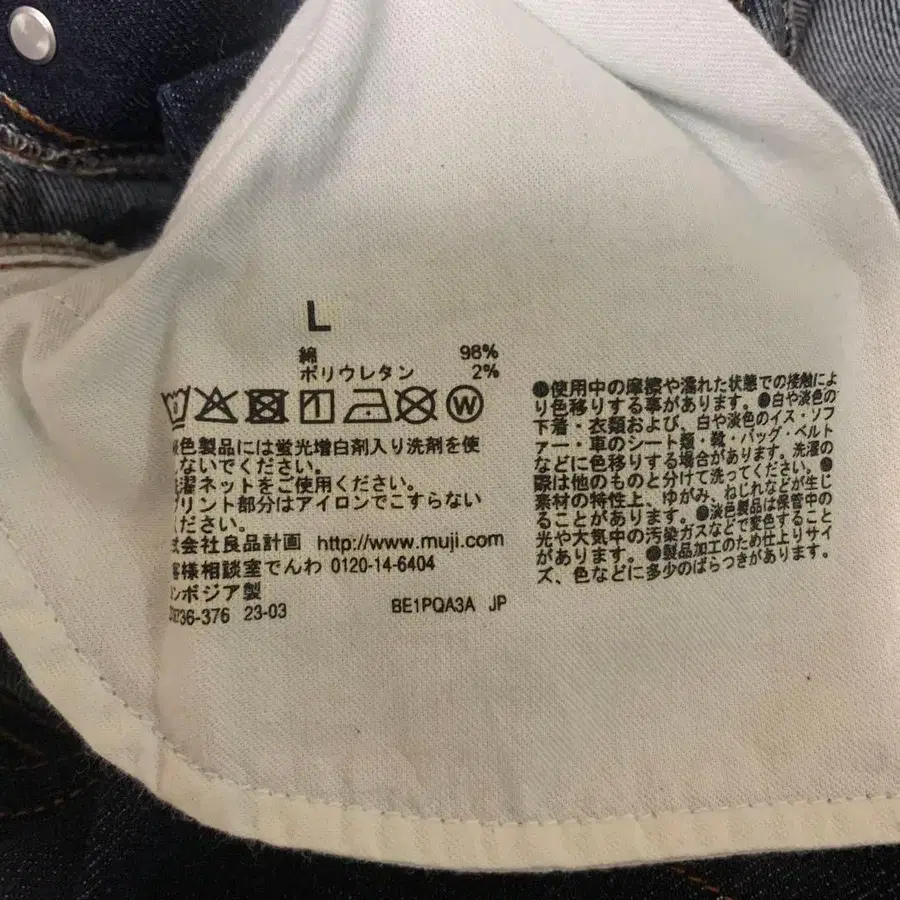 L
綿 98%
ポリウレタン 2%
W
色製品には蛍光増白剤入り洗剤を使
しないでください。
濯ネットをご使用ください。
プリント部分はアイロンでこすらない
ください。
式会社良品計画 http://www.muji.com
客様相談室でんわ 0120-14-6404
ンボジア製
736-376 23-03 BE1PQA3A JP
●使用中の摩擦や濡れた状態での接触によ
り色移りする事があります。●白や淡色の
下着・衣類および、白や淡色のイス・ソフ
ァー・車のシート類・靴・バッグ・ベルト
などに色移りする場合があります。洗濯の
際は他のものと分けて洗ってください。●
素材の特性上、ゆがみ、ねじれなどが生じ
ることがあります。●淡色製品は保管中の
光や大気中の汚染ガスなどで変色すること
があります。●製品加工のため仕上りサイ
ズ、色などに多少のばらつきがあります。